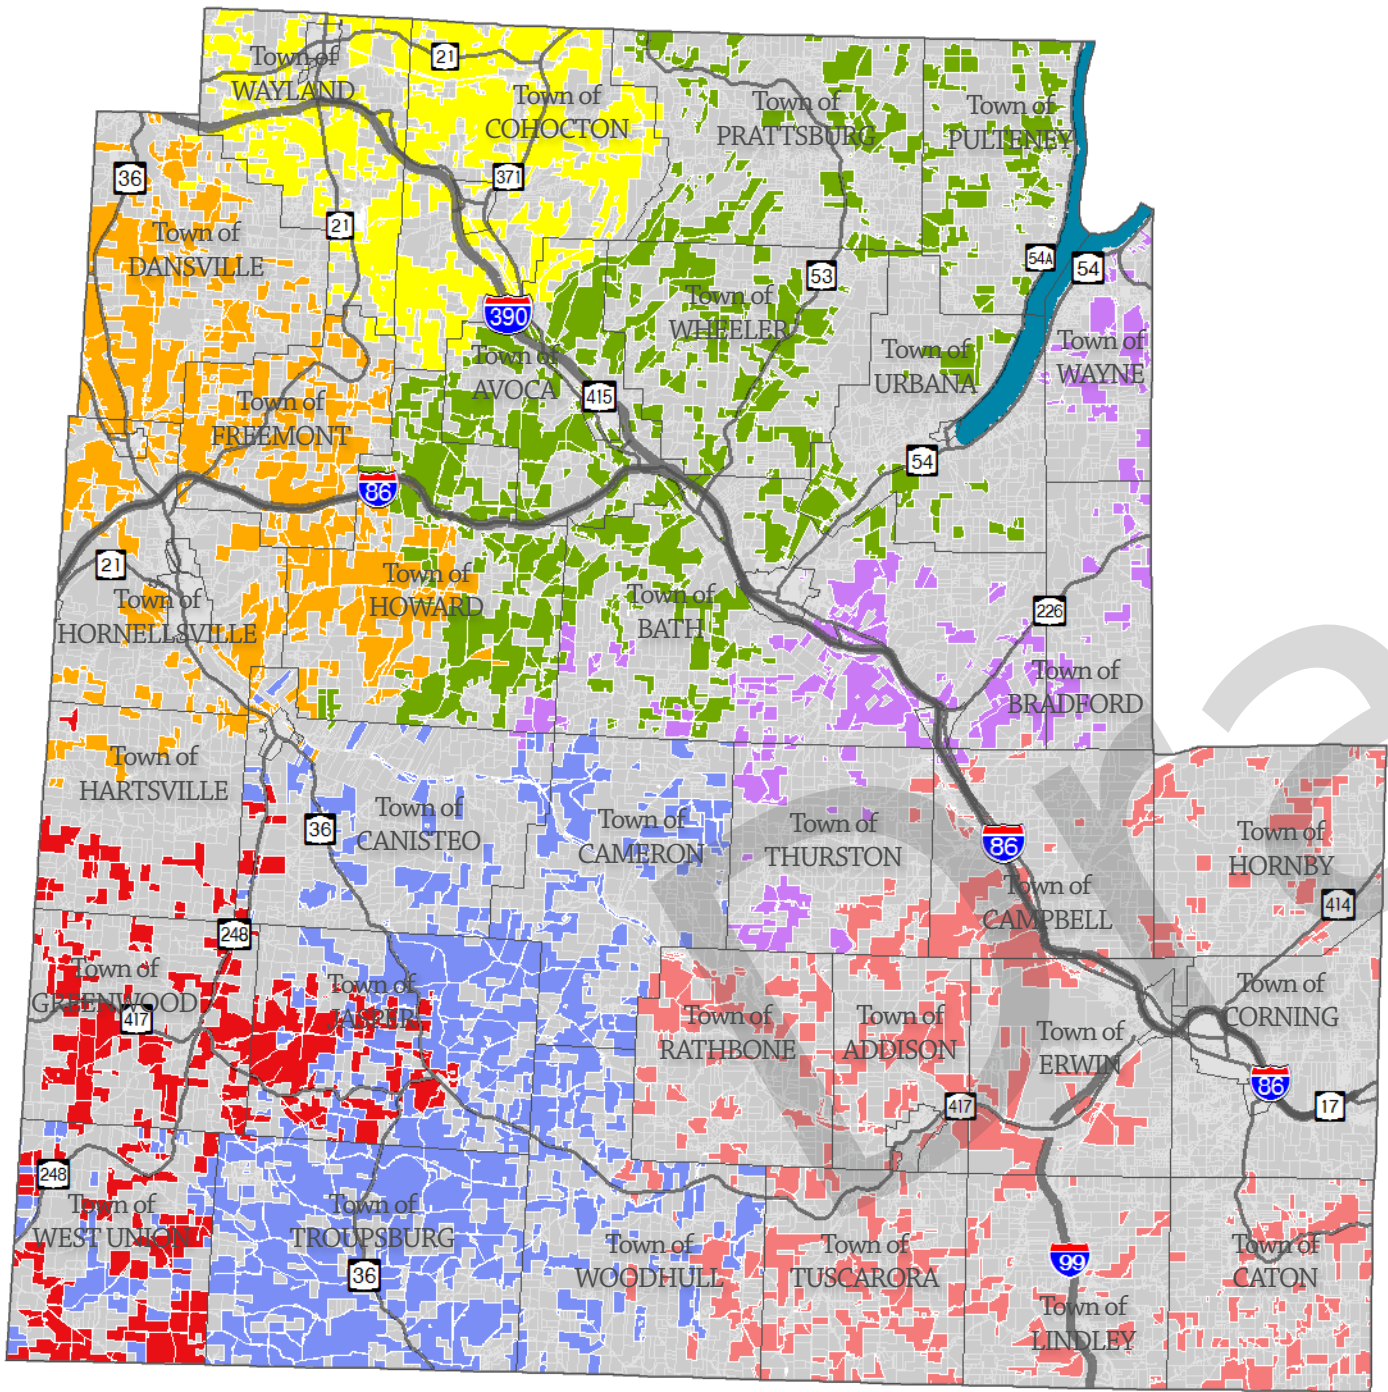 Town of
WAYLAND
21
Town of
COHOCTON
Town of
PRATTSBURG
Town of
PULTENEY
36
371
21
Town of
DANSVILLE
54A
54
53
Town of
WHEELER
390
Town of
AVOCA
415
Town of
URBANA
Town of
WAYNE
Town of
FREEMONT
86
54
21
Town of
HORNELLSVILLE
Town of
HOWARD
Town of
BATH
226
Town of
BRADFORD
Town of
HARTSVILLE
36
Town of
CANISTEO
Town of
CAMERON
Town of
THURSTON
86
Town of
CAMPBELL
Town of
HORNBY
414
248
Town of
GREENWOOD
417
Town of
JASPER
Town of
RATHBONE
Town of
ADDISON
Town of
ERWIN
Town of
CORNING
86
17
417
248
Town of
WEST UNION
Town of
TROUPSBURG
36
Town of
WOODHULL
Town of
TUSCARORA
99
Town of
LINDLEY
Town of
CATON